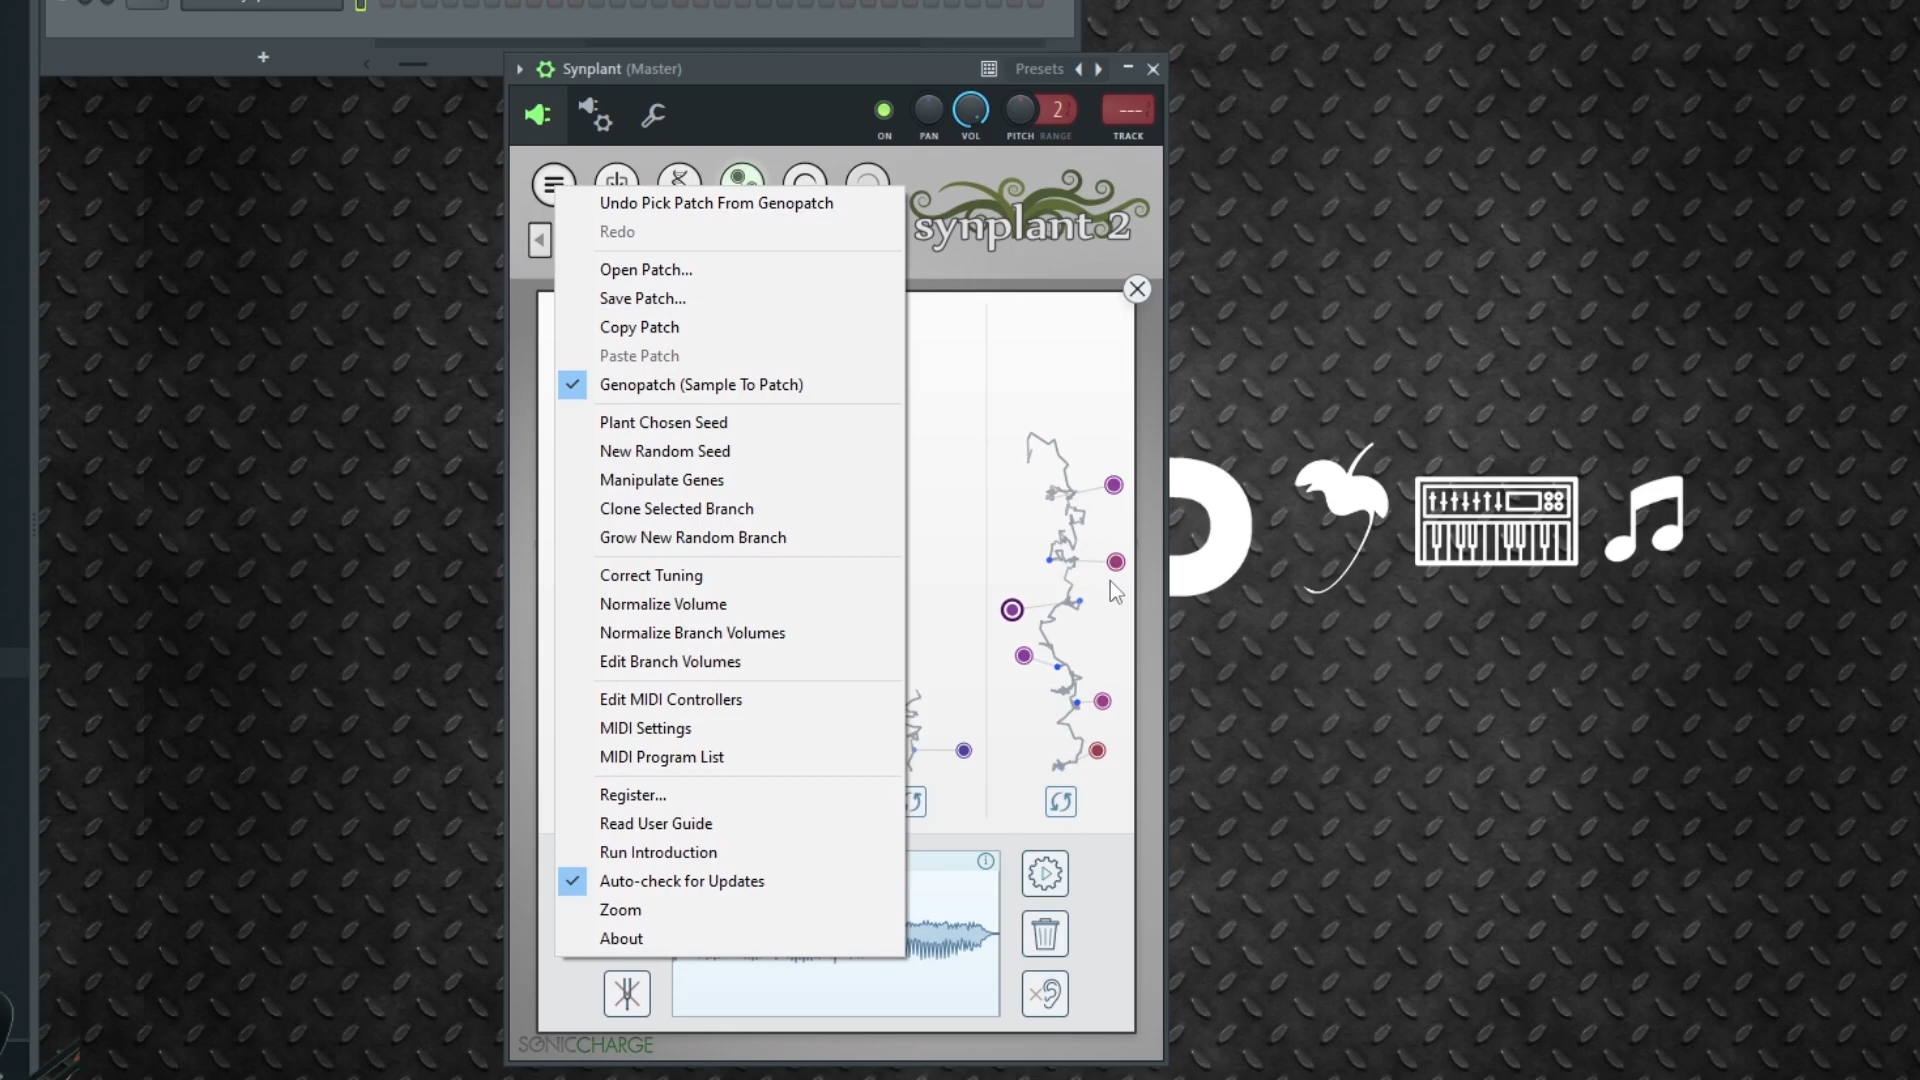 Synplant (Master)
Presets
2
---
ON
PAN
VOL
PITCH
RANGE
TRACK
synplant 2
Undo Pick Patch From Genopatch
Redo
Open Patch...
Save Patch...
Copy Patch
Paste Patch
Genopatch (Sample To Patch)
Plant Chosen Seed
New Random Seed
Manipulate Genes
Clone Selected Branch
Grow New Random Branch
Correct Tuning
Normalize Volume
Normalize Branch Volumes
Edit Branch Volumes
Edit MIDI Controllers
MIDI Settings
MIDI Program List
Register...
Read User Guide
Run Introduction
Auto-check for Updates
Zoom
About
SONICCHARGE